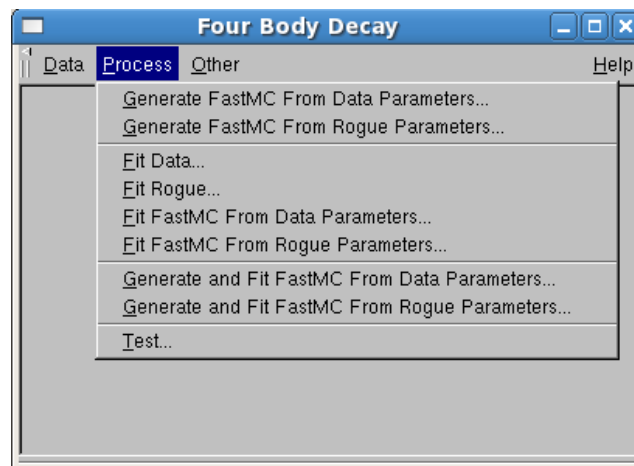 Four Body Decay
Data Process Other Help
Generate FastMC From Data Parameters...
Generate FastMC From Rogue Parameters...
Fit Data...
Fit Rogue...
Fit FastMC From Data Parameters...
Fit FastMC From Rogue Parameters...
Generate and Fit FastMC From Data Parameters...
Generate and Fit FastMC From Rogue Parameters...
Test...